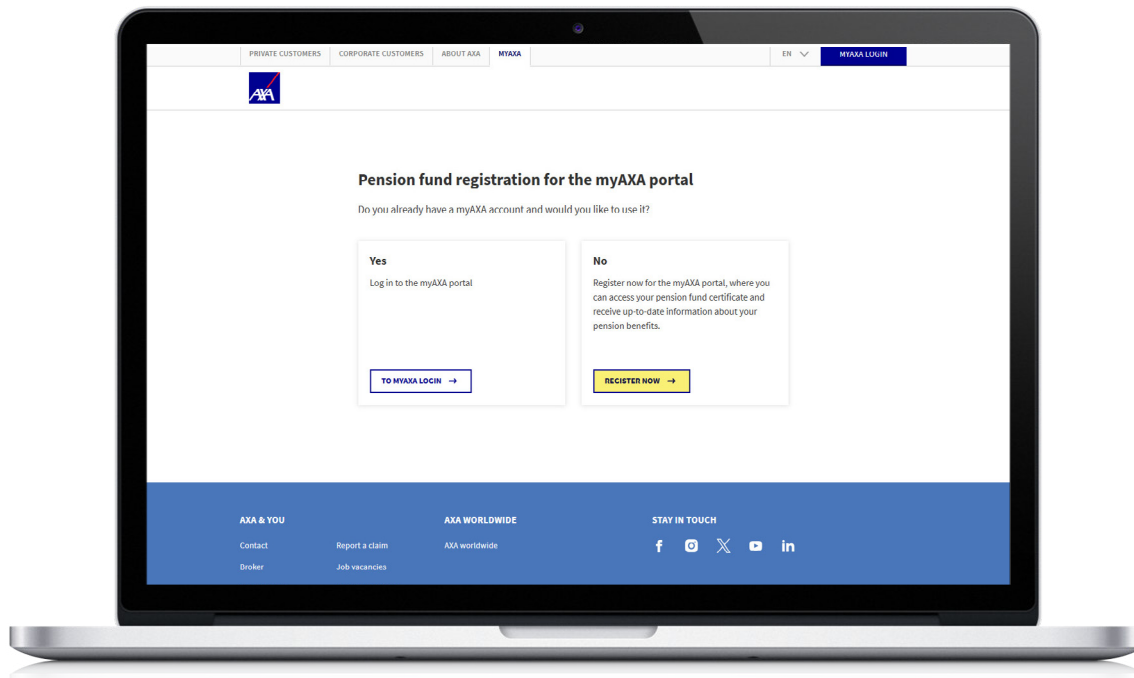 PRIVATE CUSTOMERS CORPORATE CUSTOMERS ABOUT AXA MYAXA EN MYAXA LOGIN
AXA
Pension fund registration for the myAXA portal
Do you already have a myAXA account and would you like to use it?
Yes
Log in to the myAXA portal
TO MYAXA LOGIN →
No
Register now for the myAXA portal, where you
can access your pension fund certificate and
receive up-to-date information about your
pension benefits.
REGISTER NOW →
AXA & YOU
Contact
Broker
Report a claim
Job vacancies
AXA WORLDWIDE
AXA worldwide
STAY IN TOUCH